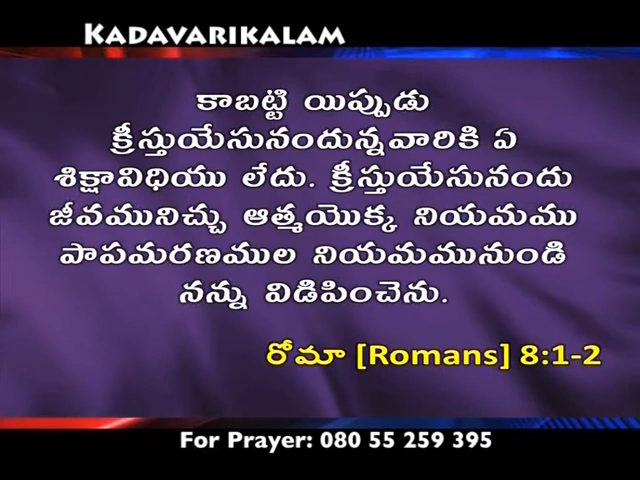 KADAVARIKALAM
కాబట్టి యిప్పుడు
క్రీస్తుయేసునందున్నవారికి ఏ
శిక్షావిధియు లేదు. క్రీస్తుయేసునందు
జీవమునిచ్చు ఆత్మయొక్క నియమము
పాపమరణముల నియమమునుండి
నన్ను విడిపించెను.
రోమా [Romans] 8:1-2
For Prayer: 080 55 259 395